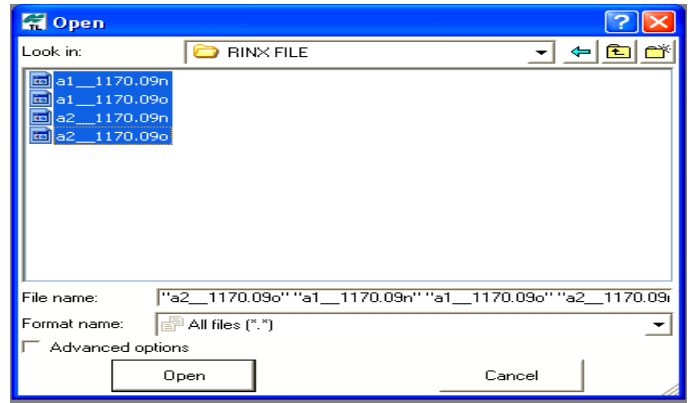 TL Open
Look in: RINX FILE
a1__1170.09n
a1__1170.09o
a2__1170.09n
a2__1170.09o
File name: "a2__1170.09o" "a1__1170.09n" "a1__1170.09o" "a2__1170.09
Format name: All files (*.*)
Advanced options
Open Cancel